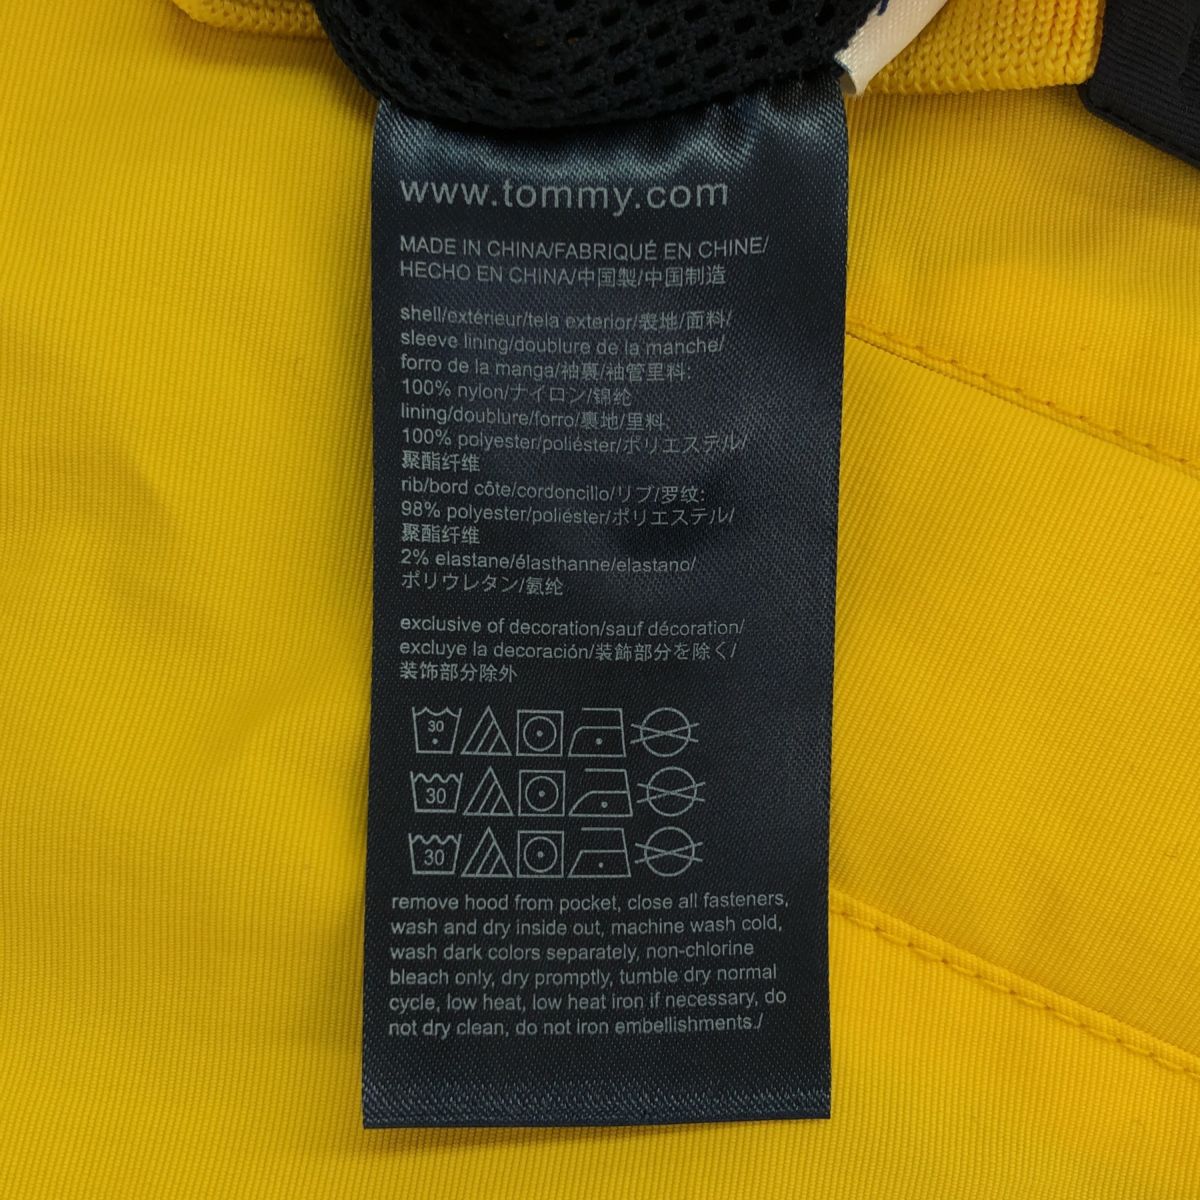 www.tommy.com
MADE IN CHINA/FABRIQUÉ EN CHINE/
HECHO EN CHINA/中国製/中国制造
shell/extérieur/tela exterior/表地/面料/
sleeve lining/doublure de la manche/
forro de la manga/袖裏/袖管里料:
100% nylon/ナイロン/锦纶
lining/doublure/forro/裏地/里料:
100% polyester/poliéster/ポリエステル/
聚酯纤维
rib/bord côte/cordoncillo/リブ/罗纹:
98% polyester/poliéster/ポリエステル/
聚酯纤维
2% elastane/élasthanne/elastano/
ポリウレタン/氨纶
exclusive of decoration/sauf décoration/
excluye la decoración/装飾部分を除く/
装饰部分除外
30
30
30
remove hood from pocket, close all fasteners,
wash and dry inside out, machine wash cold,
wash dark colors separately, non-chlorine
bleach only, dry promptly, tumble dry normal
cycle, low heat, low heat iron if necessary, do
not dry clean, do not iron embellishments./